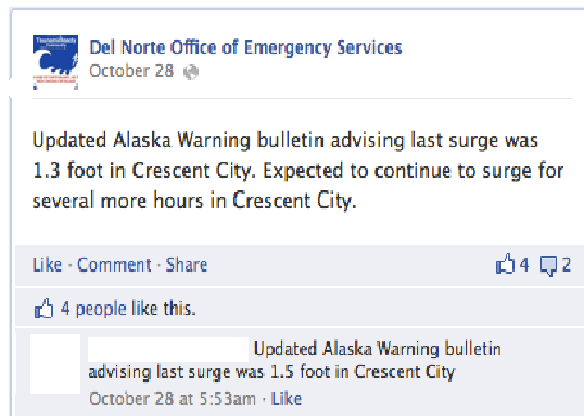 Del Norte Office of Emergency Services
October 28
Updated Alaska Warning bulletin advising last surge was
1.3 foot in Crescent City. Expected to continue to surge for
several more hours in Crescent City.
Like · Comment · Share
4 2
4 people like this.
Updated Alaska Warning bulletin
advising last surge was 1.5 foot in Crescent City
October 28 at 5:53am · Like